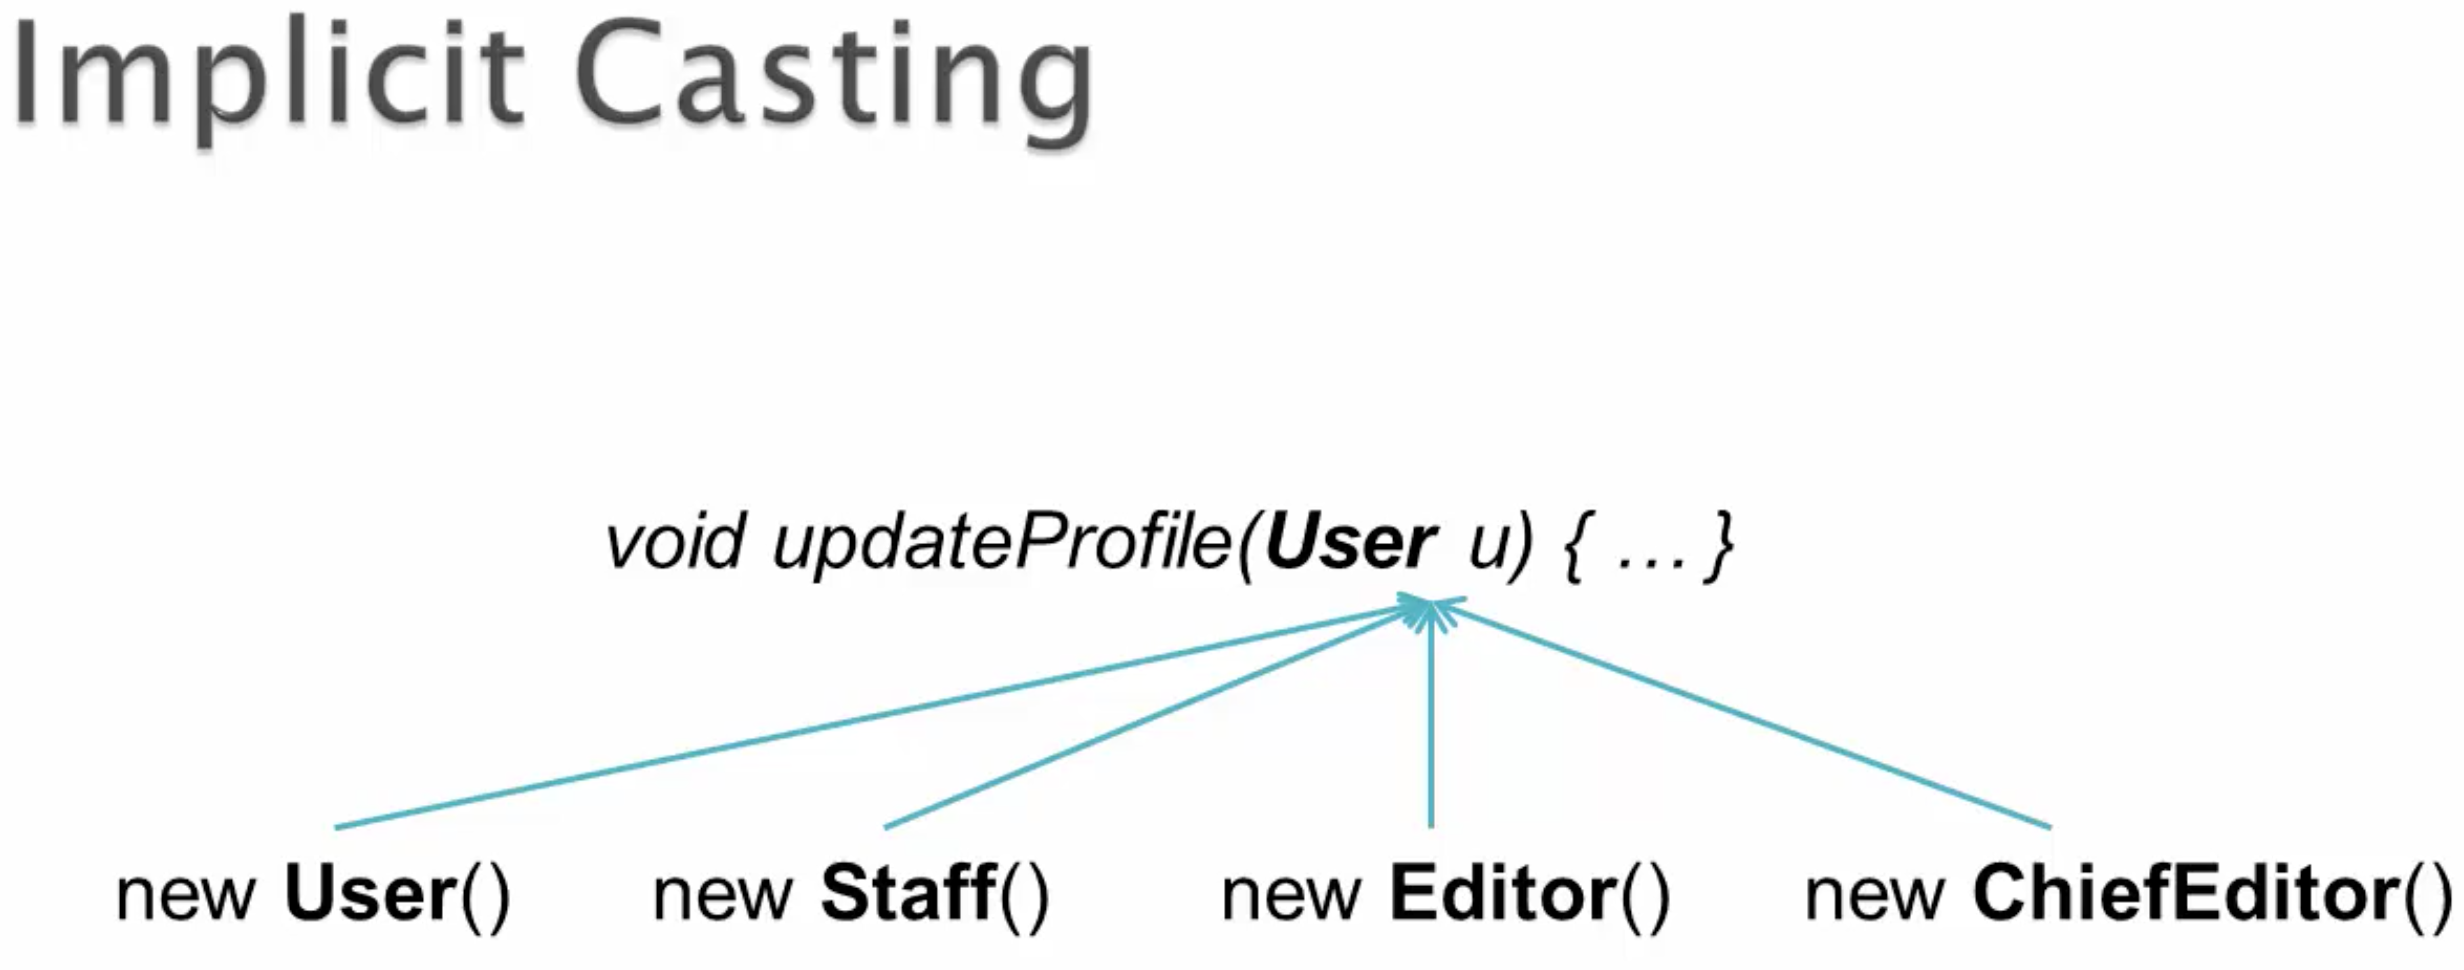 Implicit Casting
void updateProfile(User u) { ... }
new User() new Staff() new Editor() new ChiefEditor()